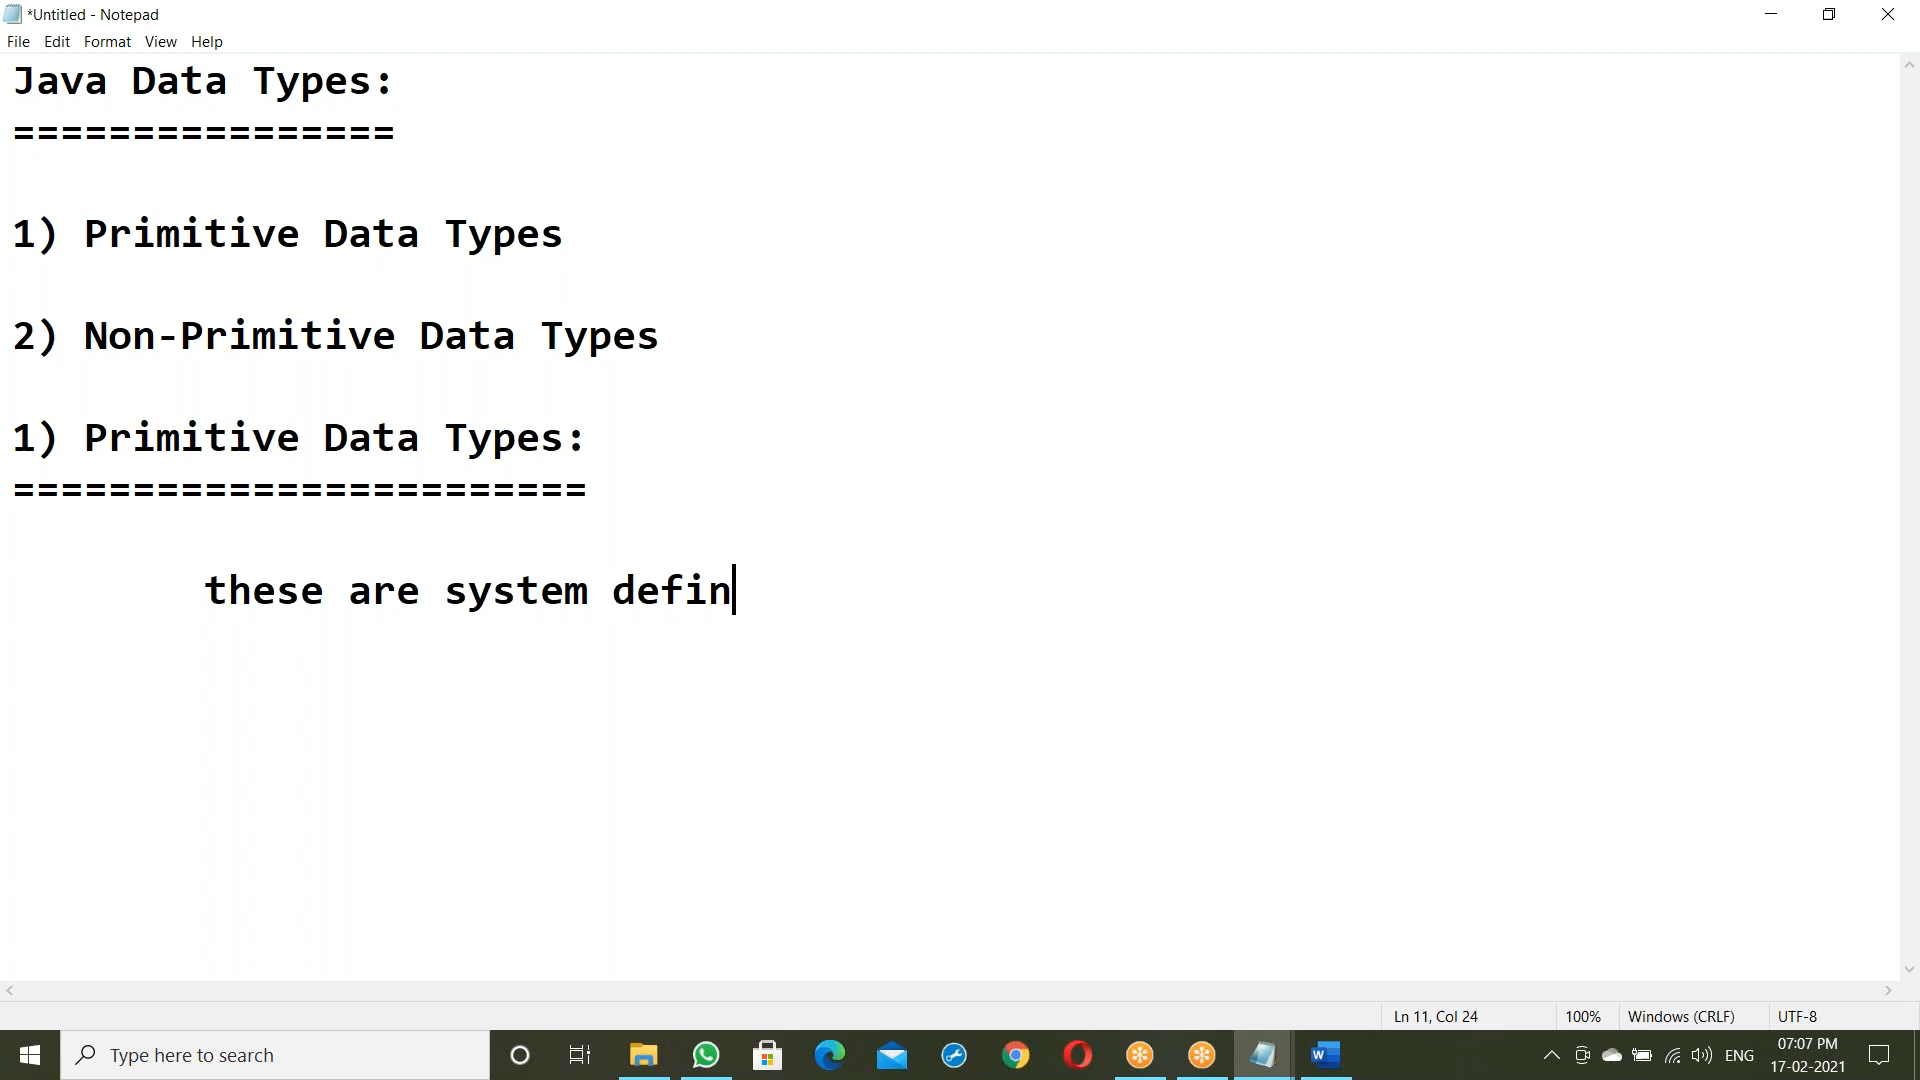 *Untitled - Notepad
File Edit Format View Help
Java Data Types:
================
1) Primitive Data Types
2) Non-Primitive Data Types
1) Primitive Data Types:
========================
these are system defin
Ln 11, Col 24 100% Windows (CRLF) UTF-8
Type here to search
W
ENG
07:07 PM
17-02-2021